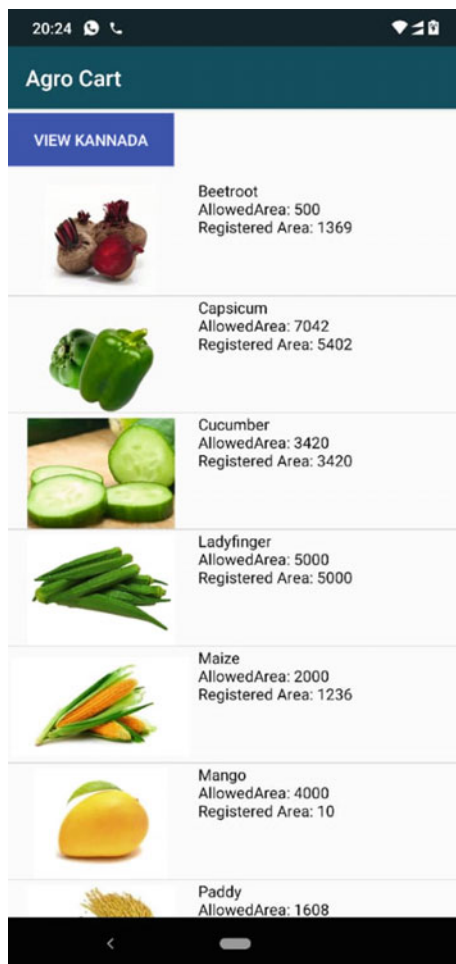 20:24
Agro Cart
VIEW KANNADA
Beetroot
AllowedArea: 500
Registered Area: 1369
Capsicum
AllowedArea: 7042
Registered Area: 5402
Cucumber
AllowedArea: 3420
Registered Area: 3420
Ladyfinger
AllowedArea: 5000
Registered Area: 5000
Maize
AllowedArea: 2000
Registered Area: 1236
Mango
AllowedArea: 4000
Registered Area: 10
Paddy
AllowedArea: 1608